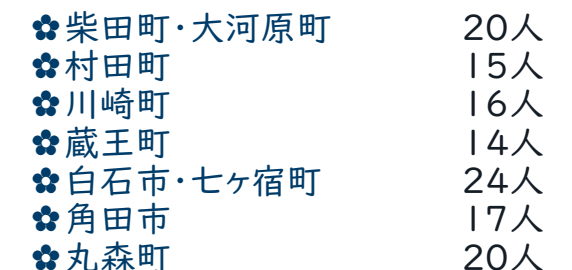 ✿柴田町・大河原町 20人
✿村田町 15人
✿川崎町 16人
✿蔵王町 14人
✿白石市・七ヶ宿町 24人
✿角田市 17人
✿丸森町 20人